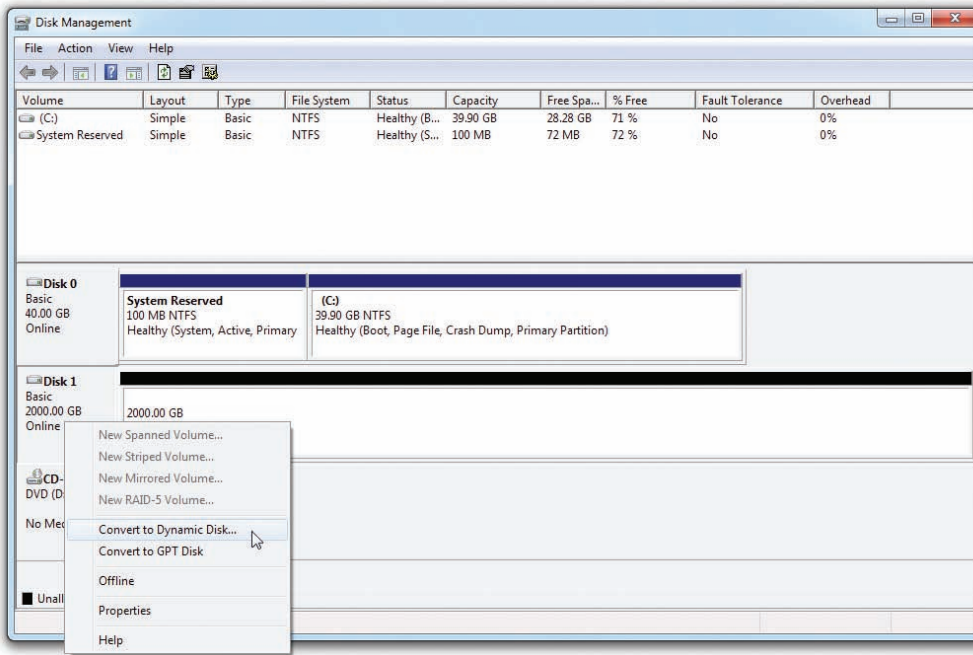 Disk Management
File Action View Help
Volume Layout Type File System Status Capacity Free Spa... % Free Fault Tolerance Overhead
(C:) Simple Basic NTFS Healthy (B... 39.90 GB 28.28 GB 71 % No 0%
System Reserved Simple Basic NTFS Healthy (S... 100 MB 72 MB 72 % No 0%
Disk 0
Basic
40.00 GB
Online
System Reserved
100 MB NTFS
Healthy (System, Active, Primary
(C:)
39.90 GB NTFS
Healthy (Boot, Page File, Crash Dump, Primary Partition)
Disk 1
Basic
2000.00 GB
Online
2000.00 GB
CD-
DVD (D:
No Med
Unall
New Spanned Volume...
New Striped Volume...
New Mirrored Volume...
New RAID-5 Volume...
Convert to Dynamic Disk...
Convert to GPT Disk
Offline
Properties
Help